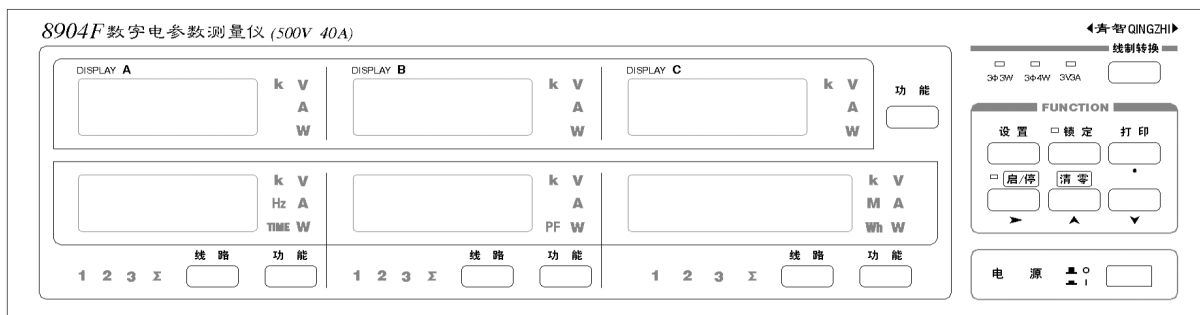 8904F数字电参数测量仪 (500V 40A)
青智QINGZHI
线制转换
3Φ3W 3Φ4W 3V3A
DISPLAY A
k V
A
W
DISPLAY B
k V
A
W
DISPLAY C
k V
A
W
功 能
FUNCTION
设置 锁定 打印
启/停 清零
k V
Hz A
TIME W
k V
A
PF W
k V
M A
Wh W
1 2 3 Σ 线路 功能
1 2 3 Σ 线路 功能
1 2 3 Σ 线路 功能
电 源
O
I